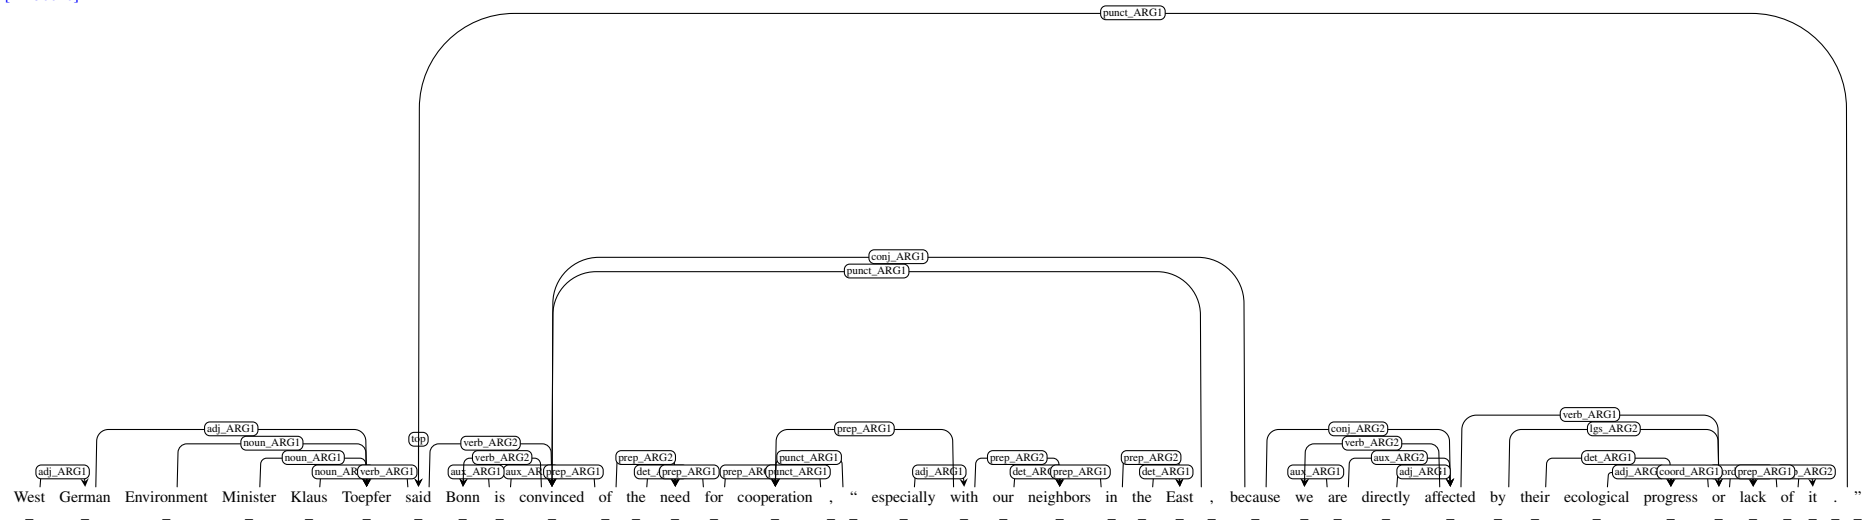 punct_ARG1
conj_ARG1
punct_ARG1
verb_ARG1
adj_ARG1 prep_ARG1 conj_ARG2 lgs_ARG2
top
noun_ARG1 verb_ARG2 verb_ARG2
noun_ARG1 verb_ARG2 prep_ARG2 punct_ARG1 prep_ARG2 prep_ARG2 aux_ARG2 det_ARG1
adj_ARG1 verb_ARG1 aux_ARG1 prep_ARG1 prep_ARG1 punct_ARG1 adj_ARG1 prep_ARG1 det_ARG1 aux_ARG1 adj_ARG1 coord_ARG1 prep_ARG1
West German Environment Minister Klaus Toepfer said Bonn is convinced of the need for cooperation , “ especially with our neighbors in the East , because we are directly affected by their ecological progress or lack of it . ”